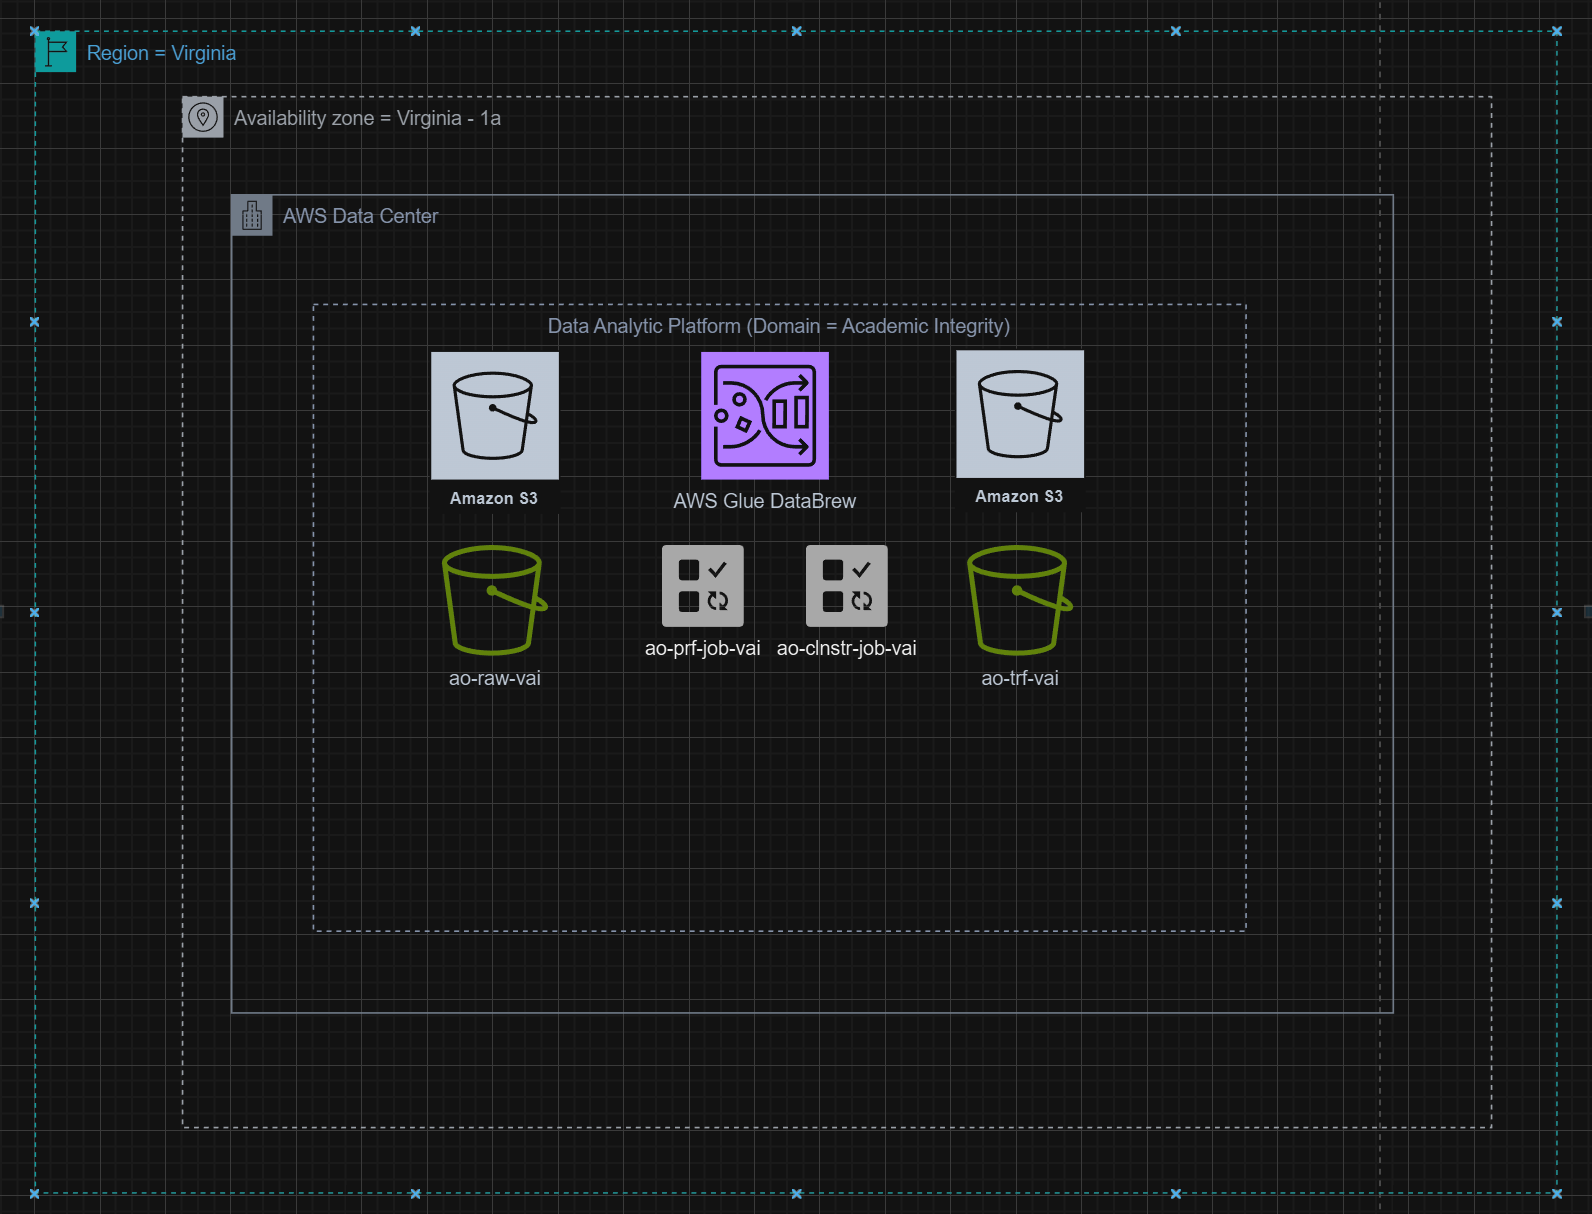 Region = Virginia
Availability zone = Virginia - 1a
AWS Data Center
Data Analytic Platform (Domain = Academic Integrity)
Amazon S3
AWS Glue DataBrew
Amazon S3
ao-raw-vai
ao-prf-job-vai
ao-clnstr-job-vai
ao-trf-vai